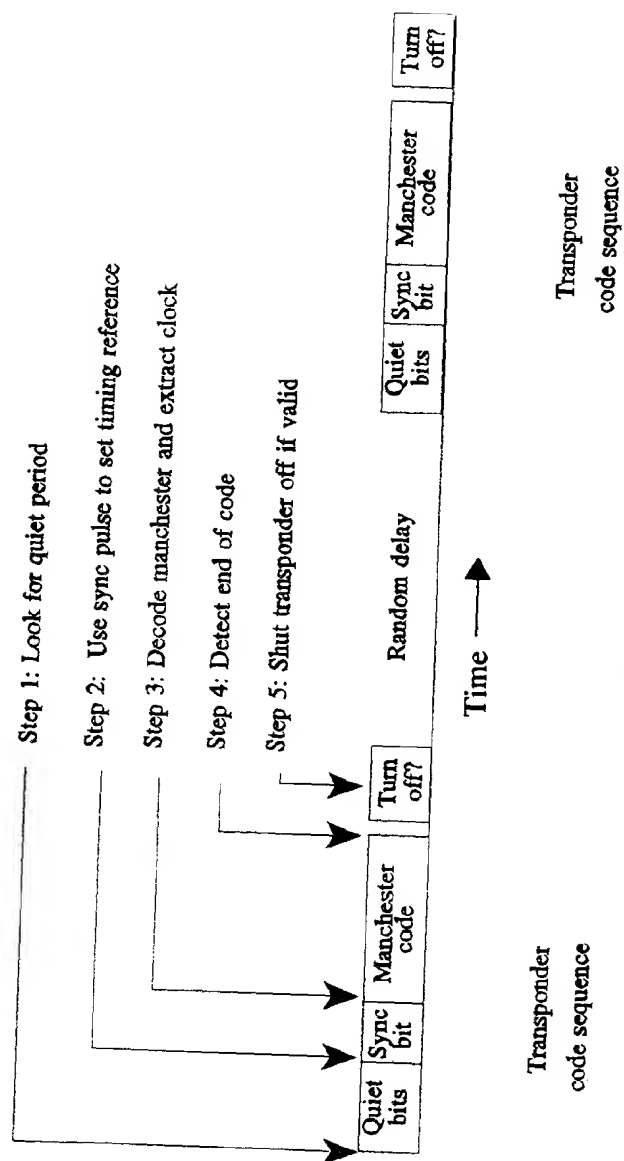 Step 1: Look for quiet period
Step 2: Use sync pulse to set timing reference
Step 3: Decode manchester and extract clock
Step 4: Detect end of code
Step 5: Shut transponder off if valid
Quiet
bits
Sync
bit
Manchester
code
Turn
off?
Random delay
Quiet
bits
Sync
bit
Manchester
code
Turn
off?
Time
Transponder
code sequence
Transponder
code sequence